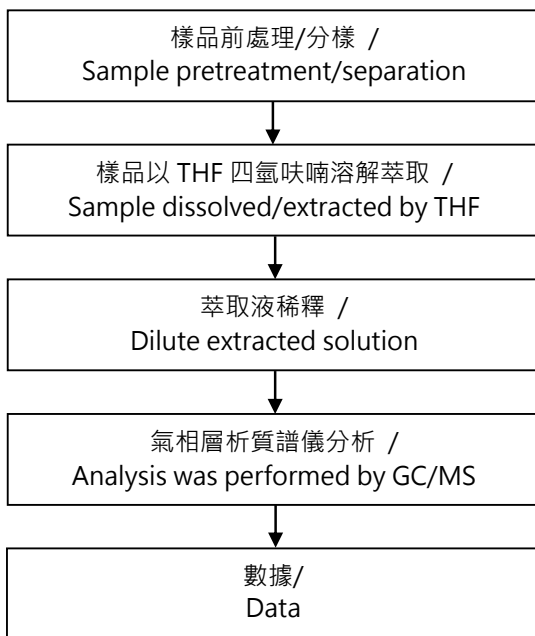 樣品前處理/分樣 /
Sample pretreatment/separation
樣品以 THF 四氫呋喃溶解萃取 /
Sample dissolved/extracted by THF
萃取液稀釋 /
Dilute extracted solution
氣相層析質譜儀分析 /
Analysis was performed by GC/MS
數據/
Data